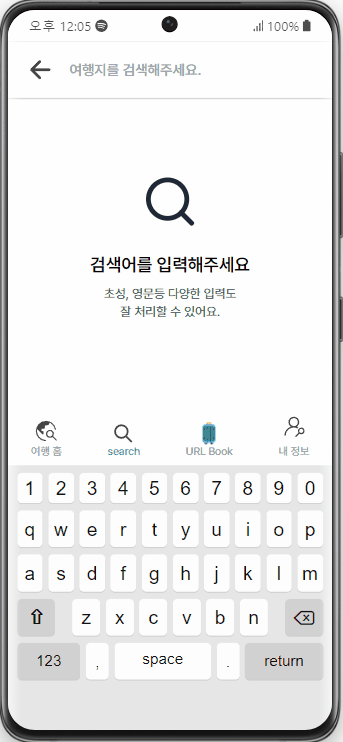 오후 12:05 100%
여행지를 검색해주세요.
검색어를 입력해주세요
초성, 영문등 다양한 입력도
잘 처리할 수 있어요.
여행 홈 search URL Book 내 정보
1 2 3 4 5 6 7 8 9 0
q w e r t y u i o p
a s d f g h j k l m
z x c v b n
123 , space . return